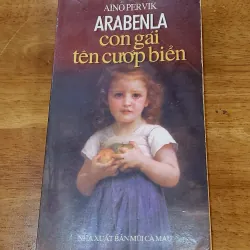 AINO PERVIK
ARABENLA
con gái
tên cướp biển
NHÀ XUẤT BẢN MŨI CÀ MAU